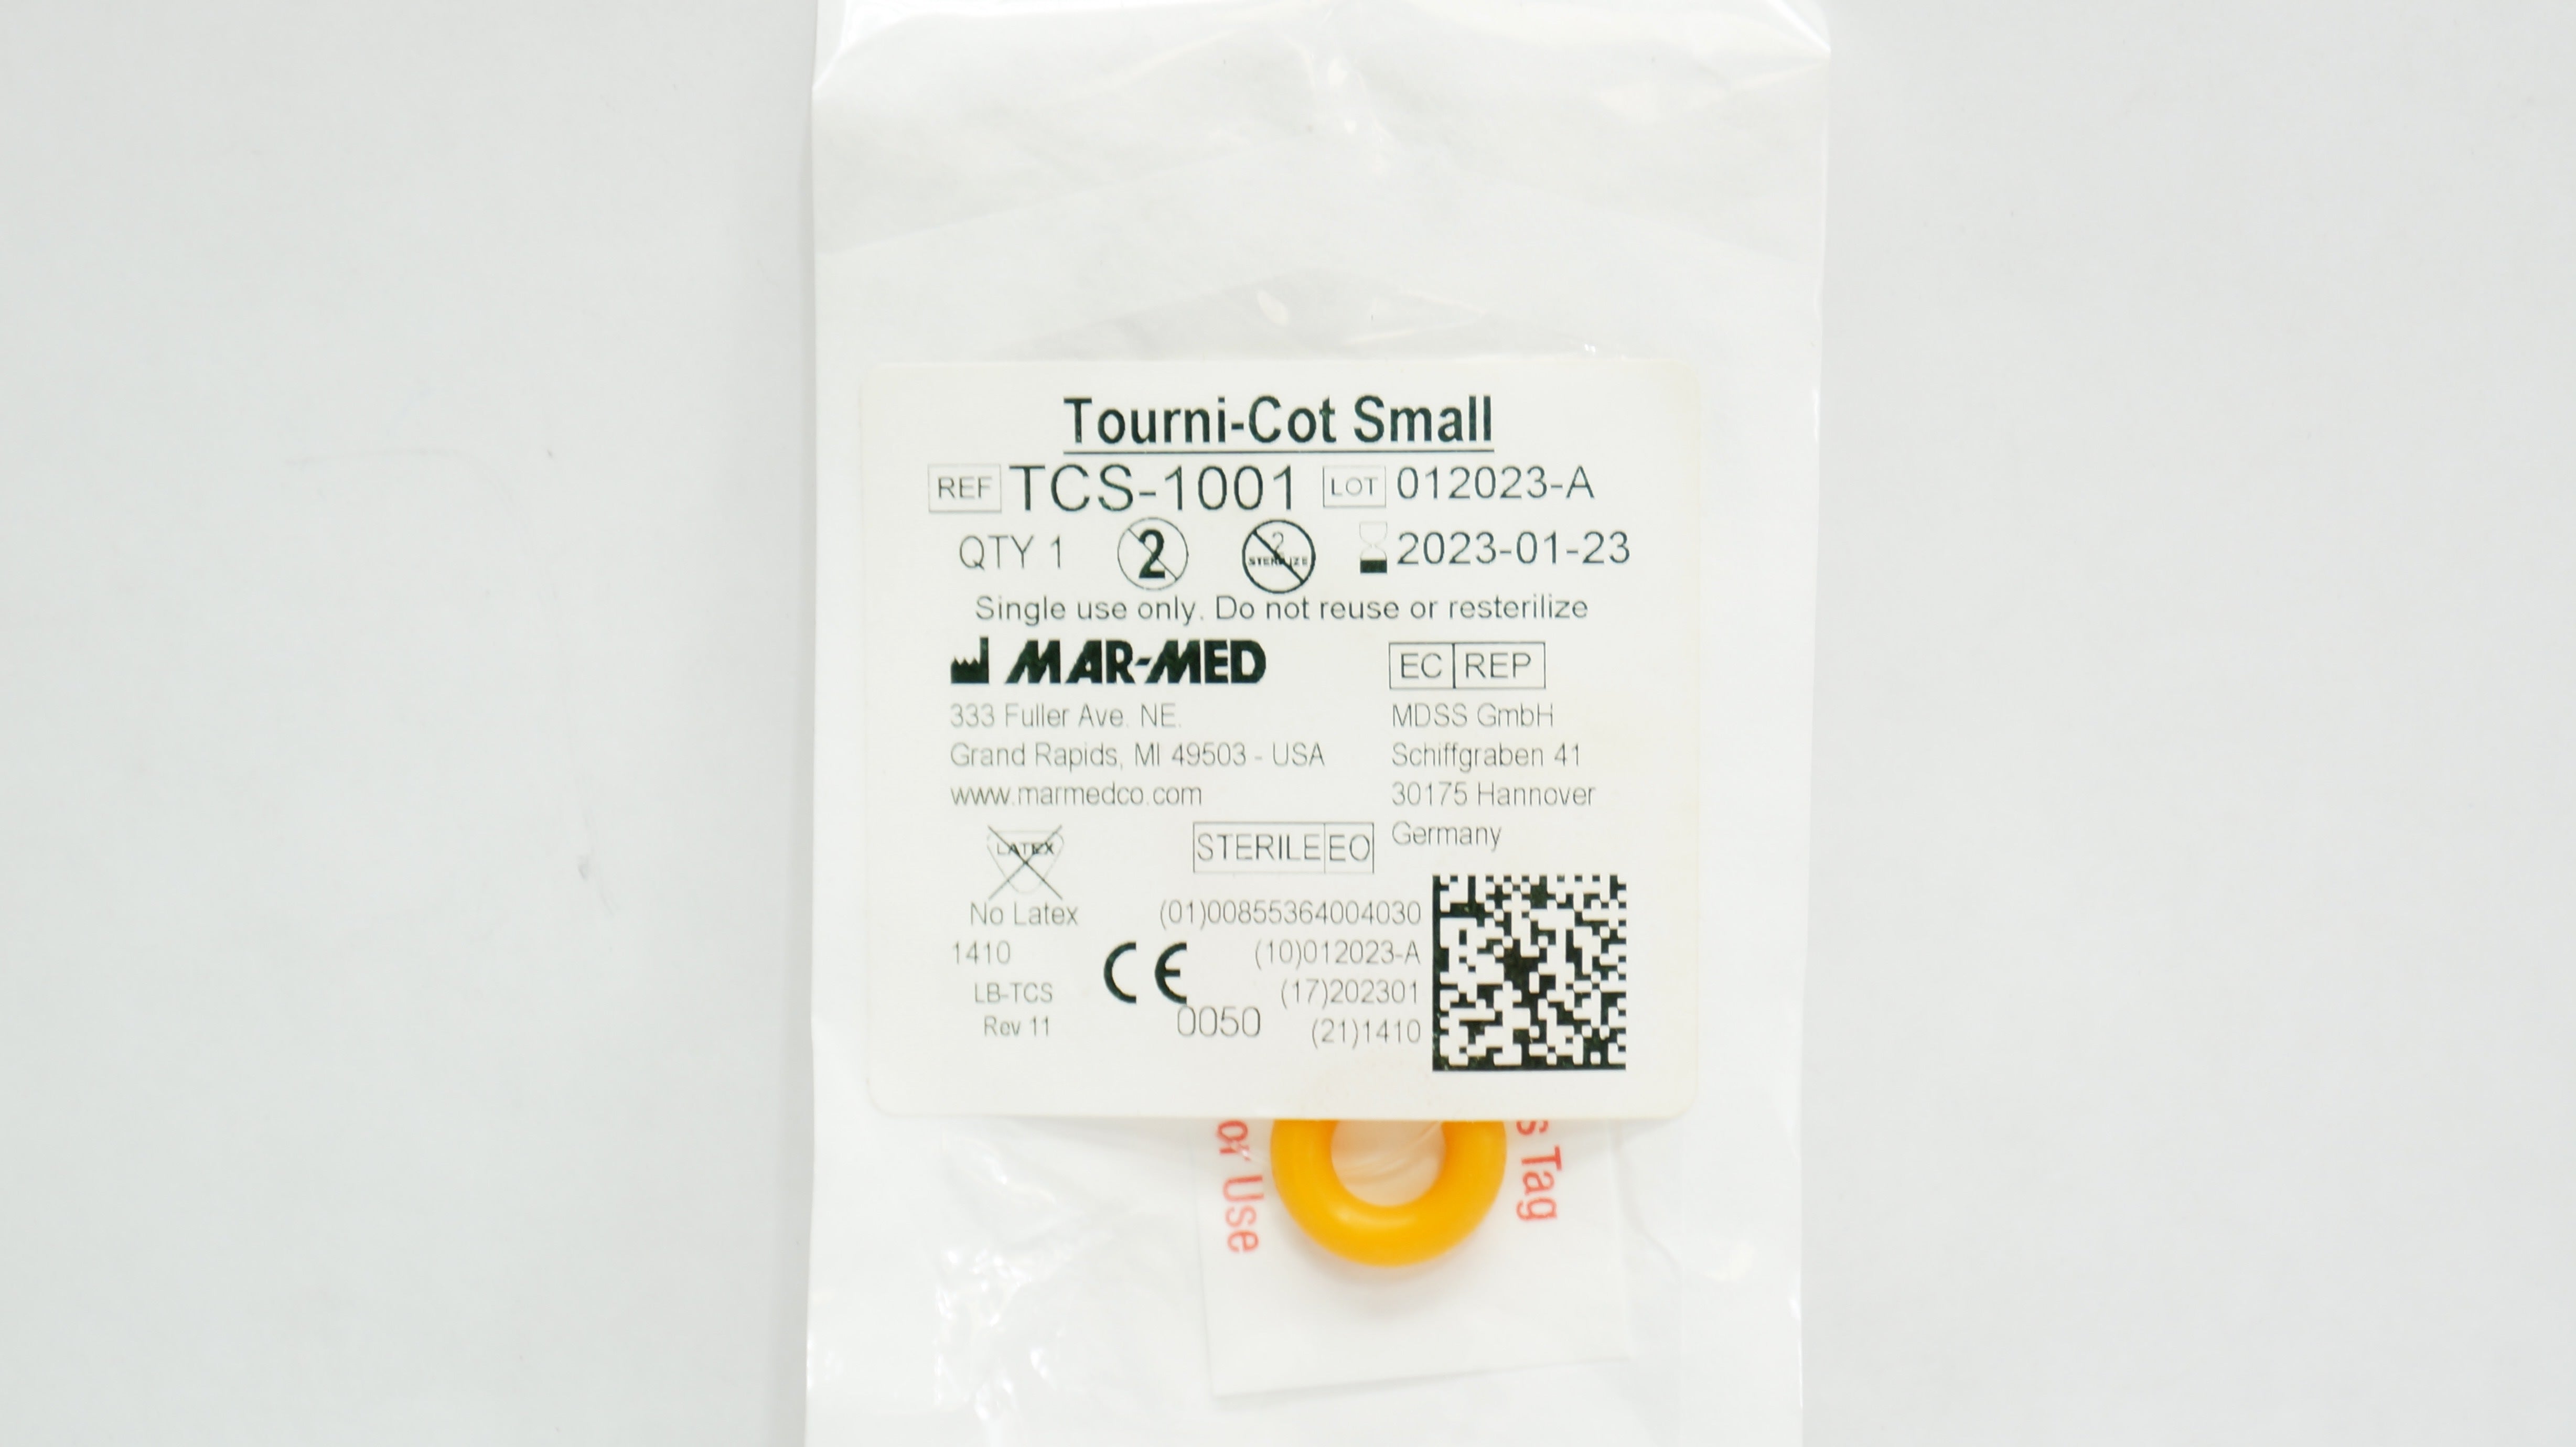 Tourni-Cot Small
REF TCS-1001 LOT 012023-A
QTY 1 2 2 STERILIZE 2023-01-23
Single use only. Do not reuse or resterilize
MAR-MED
333 Fuller Ave. NE.
Grand Rapids, MI 49503 - USA
www.marmedco.com
EC REP
MDSS GmbH
Schiffgraben 41
30175 Hannover
Germany
LATEX
No Latex
STERILE EO
1410
LB-TCS
Rev 11
CE
0050
(01)00855364004030
(10)012023-A
(17)202301
(21)1410
s Tag
or Use